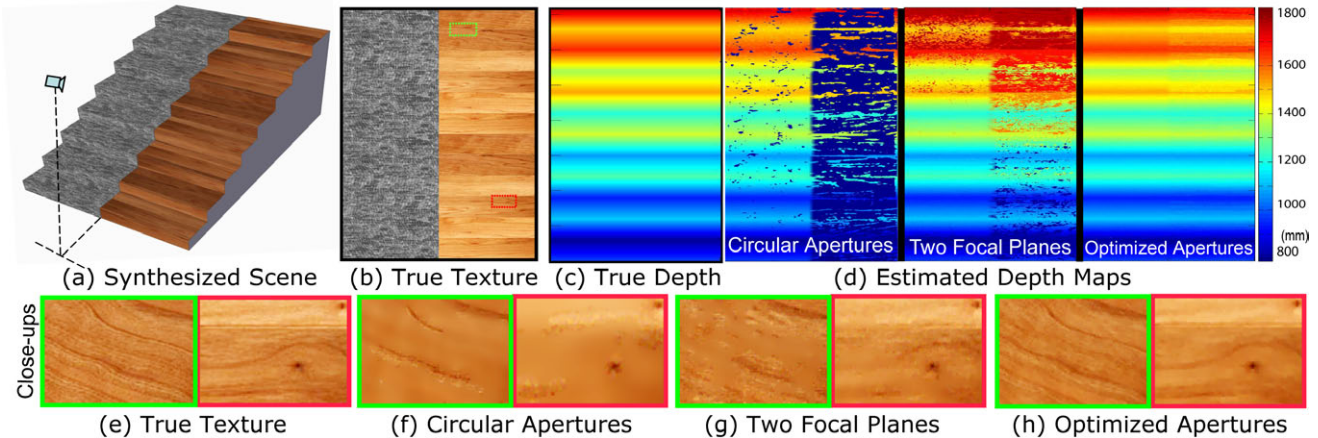 1800
1600
1400
1200
1000
(mm)
800
Circular Apertures
Two Focal Planes
Optimized Apertures
(a) Synthesized Scene
(b) True Texture
(c) True Depth
(d) Estimated Depth Maps
Close-ups
(e) True Texture
(f) Circular Apertures
(g) Two Focal Planes
(h) Optimized Apertures